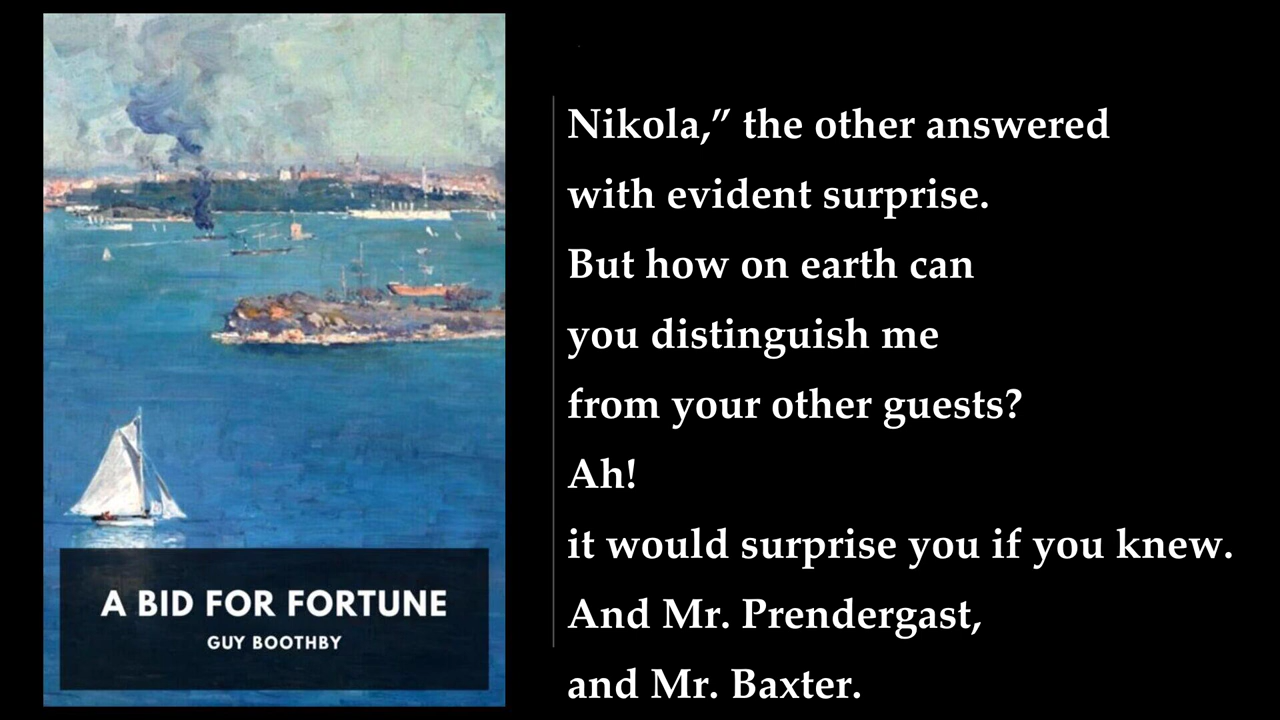 A BID FOR FORTUNE
GUY BOOTHBY
Nikola,” the other answered
with evident surprise.
But how on earth can
you distinguish me
from your other guests?
Ah!
it would surprise you if you knew.
And Mr. Prendergast,
and Mr. Baxter.